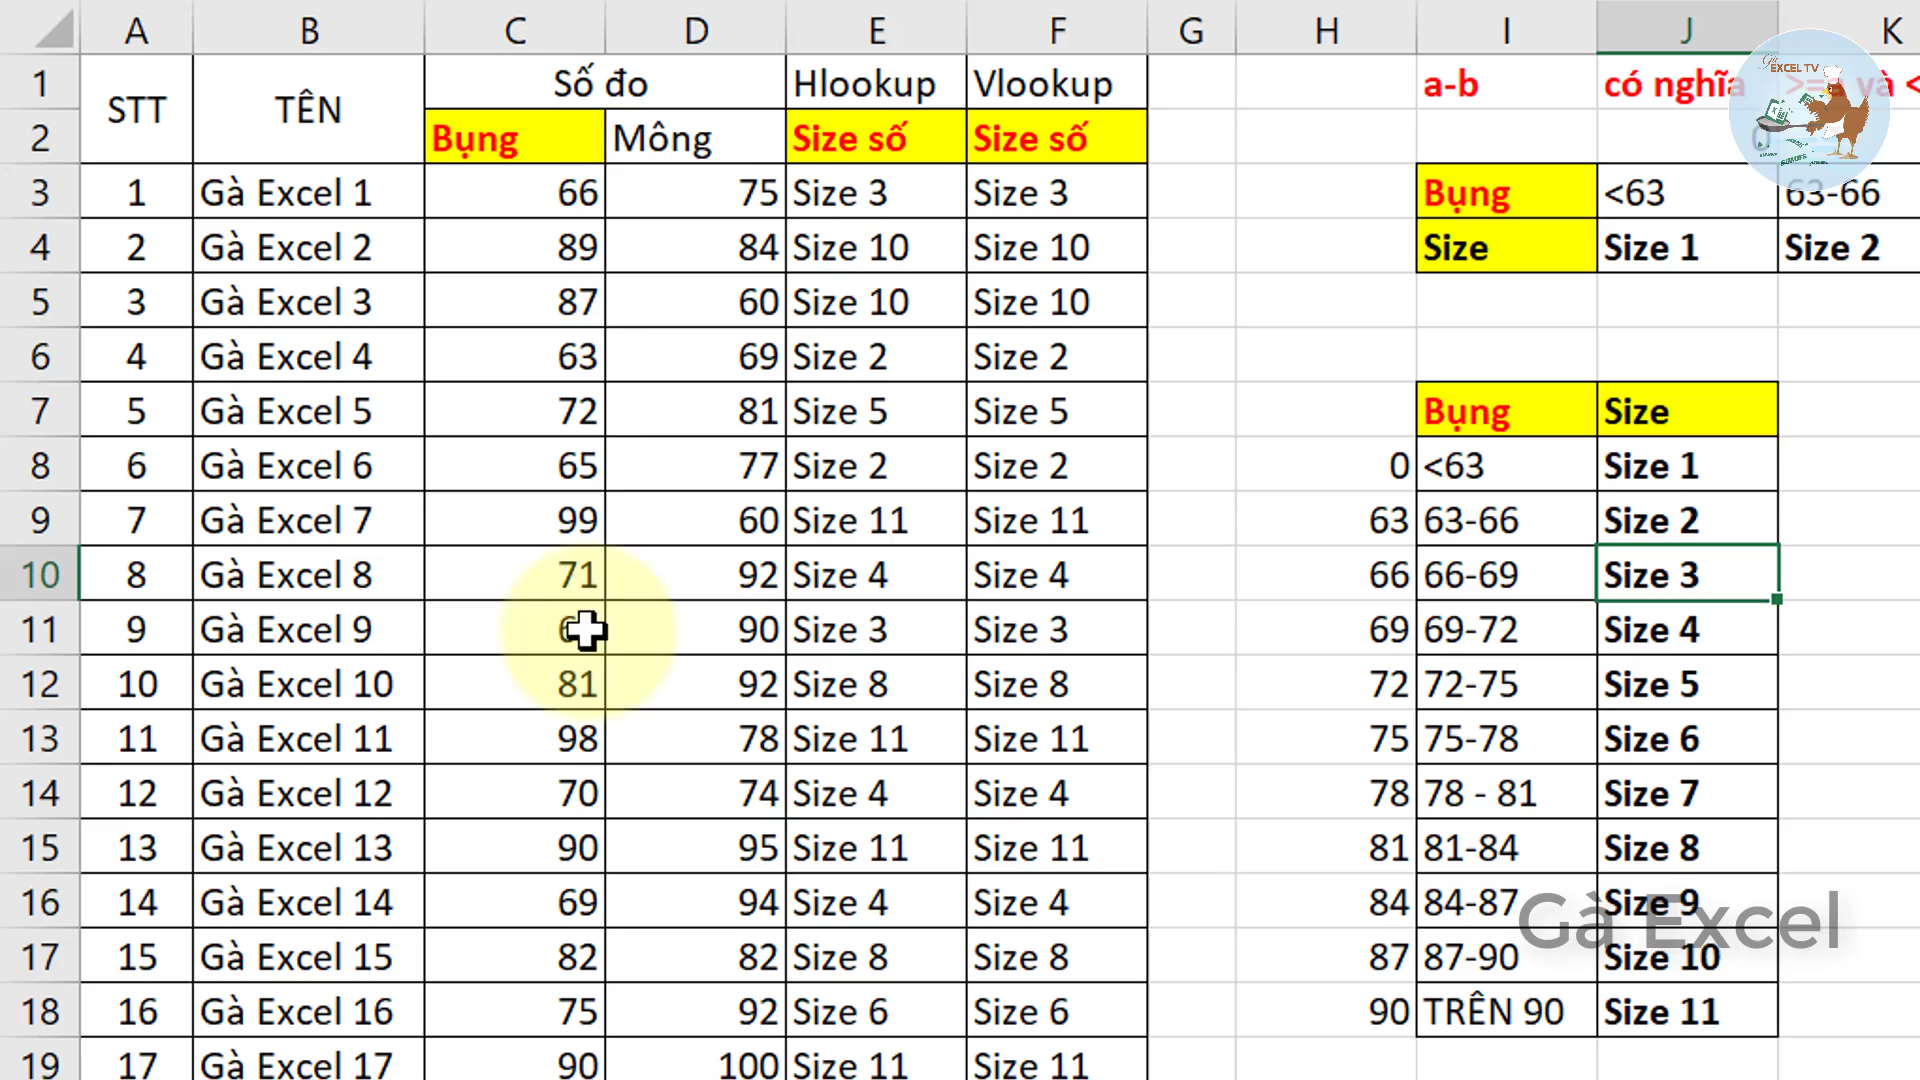 A B C D E F G H I J K
1 STT TÊN Số đo Hlookup Vlookup a-b có nghĩa >=a và <
2 Bụng Mông Size số Size số 0
3 1 Gà Excel 1 66 75 Size 3 Size 3 Bụng <63 63-66
4 2 Gà Excel 2 89 84 Size 10 Size 10 Size Size 1 Size 2
5 3 Gà Excel 3 87 60 Size 10 Size 10
6 4 Gà Excel 4 63 69 Size 2 Size 2
7 5 Gà Excel 5 72 81 Size 5 Size 5 Bụng Size
8 6 Gà Excel 6 65 77 Size 2 Size 2 0 <63 Size 1
9 7 Gà Excel 7 99 60 Size 11 Size 11 63 63-66 Size 2
10 8 Gà Excel 8 71 92 Size 4 Size 4 66 66-69 Size 3
11 9 Gà Excel 9 90 Size 3 Size 3 69 69-72 Size 4
12 10 Gà Excel 10 81 92 Size 8 Size 8 72 72-75 Size 5
13 11 Gà Excel 11 98 78 Size 11 Size 11 75 75-78 Size 6
14 12 Gà Excel 12 70 74 Size 4 Size 4 78 78 - 81 Size 7
15 13 Gà Excel 13 90 95 Size 11 Size 11 81 81-84 Size 8
16 14 Gà Excel 14 69 94 Size 4 Size 4 84 84-87 Size 9
17 15 Gà Excel 15 82 82 Size 8 Size 8 87 87-90 Size 10
18 16 Gà Excel 16 75 92 Size 6 Size 6 90 TRÊN 90 Size 11
19 17 Gà Excel 17 90 100 Size 11 Size 11
Gà EXCEL TV
Gà Excel